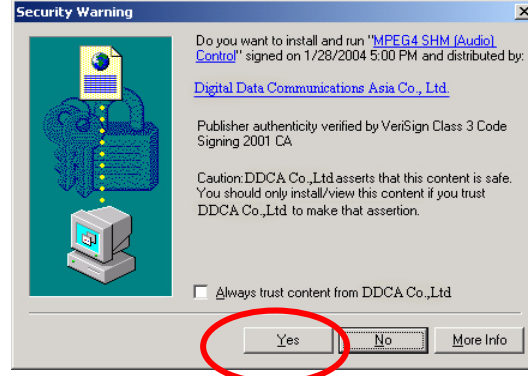 Security Warning
Do you want to install and run "MPEG4 SHM (Audio)
Control" signed on 1/28/2004 5:00 PM and distributed by:
Digital Data Communications Asia Co., Ltd.
Publisher authenticity verified by VeriSign Class 3 Code
Signing 2001 CA
Caution:DDCA Co.,Ltd asserts that this content is safe.
You should only install/view this content if you trust
DDCA Co.,Ltd to make that assertion.
Always trust content from DDCA Co.,Ltd
Yes No More Info